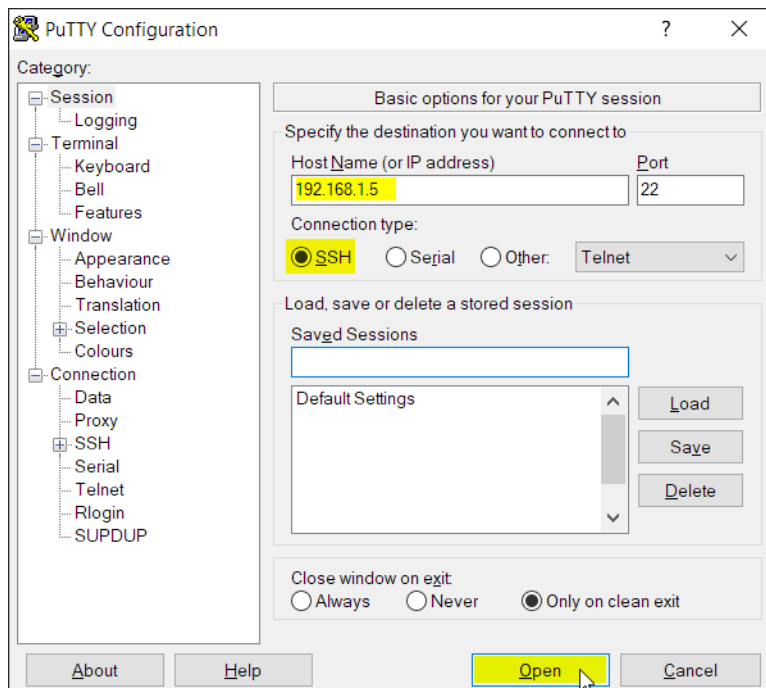 PuTTY Configuration
?
Category:
Session
Logging
Terminal
Keyboard
Bell
Features
Window
Appearance
Behaviour
Translation
Selection
Colours
Connection
Data
Proxy
SSH
Serial
Telnet
Rlogin
SUPDUP
Basic options for your PuTTY session
Specify the destination you want to connect to
Host Name (or IP address) Port
192.168.1.5 22
Connection type:
SSH Serial Other: Telnet
Load, save or delete a stored session
Saved Sessions
Default Settings
Load
Save
Delete
Close window on exit:
Always Never Only on clean exit
About Help Open Cancel